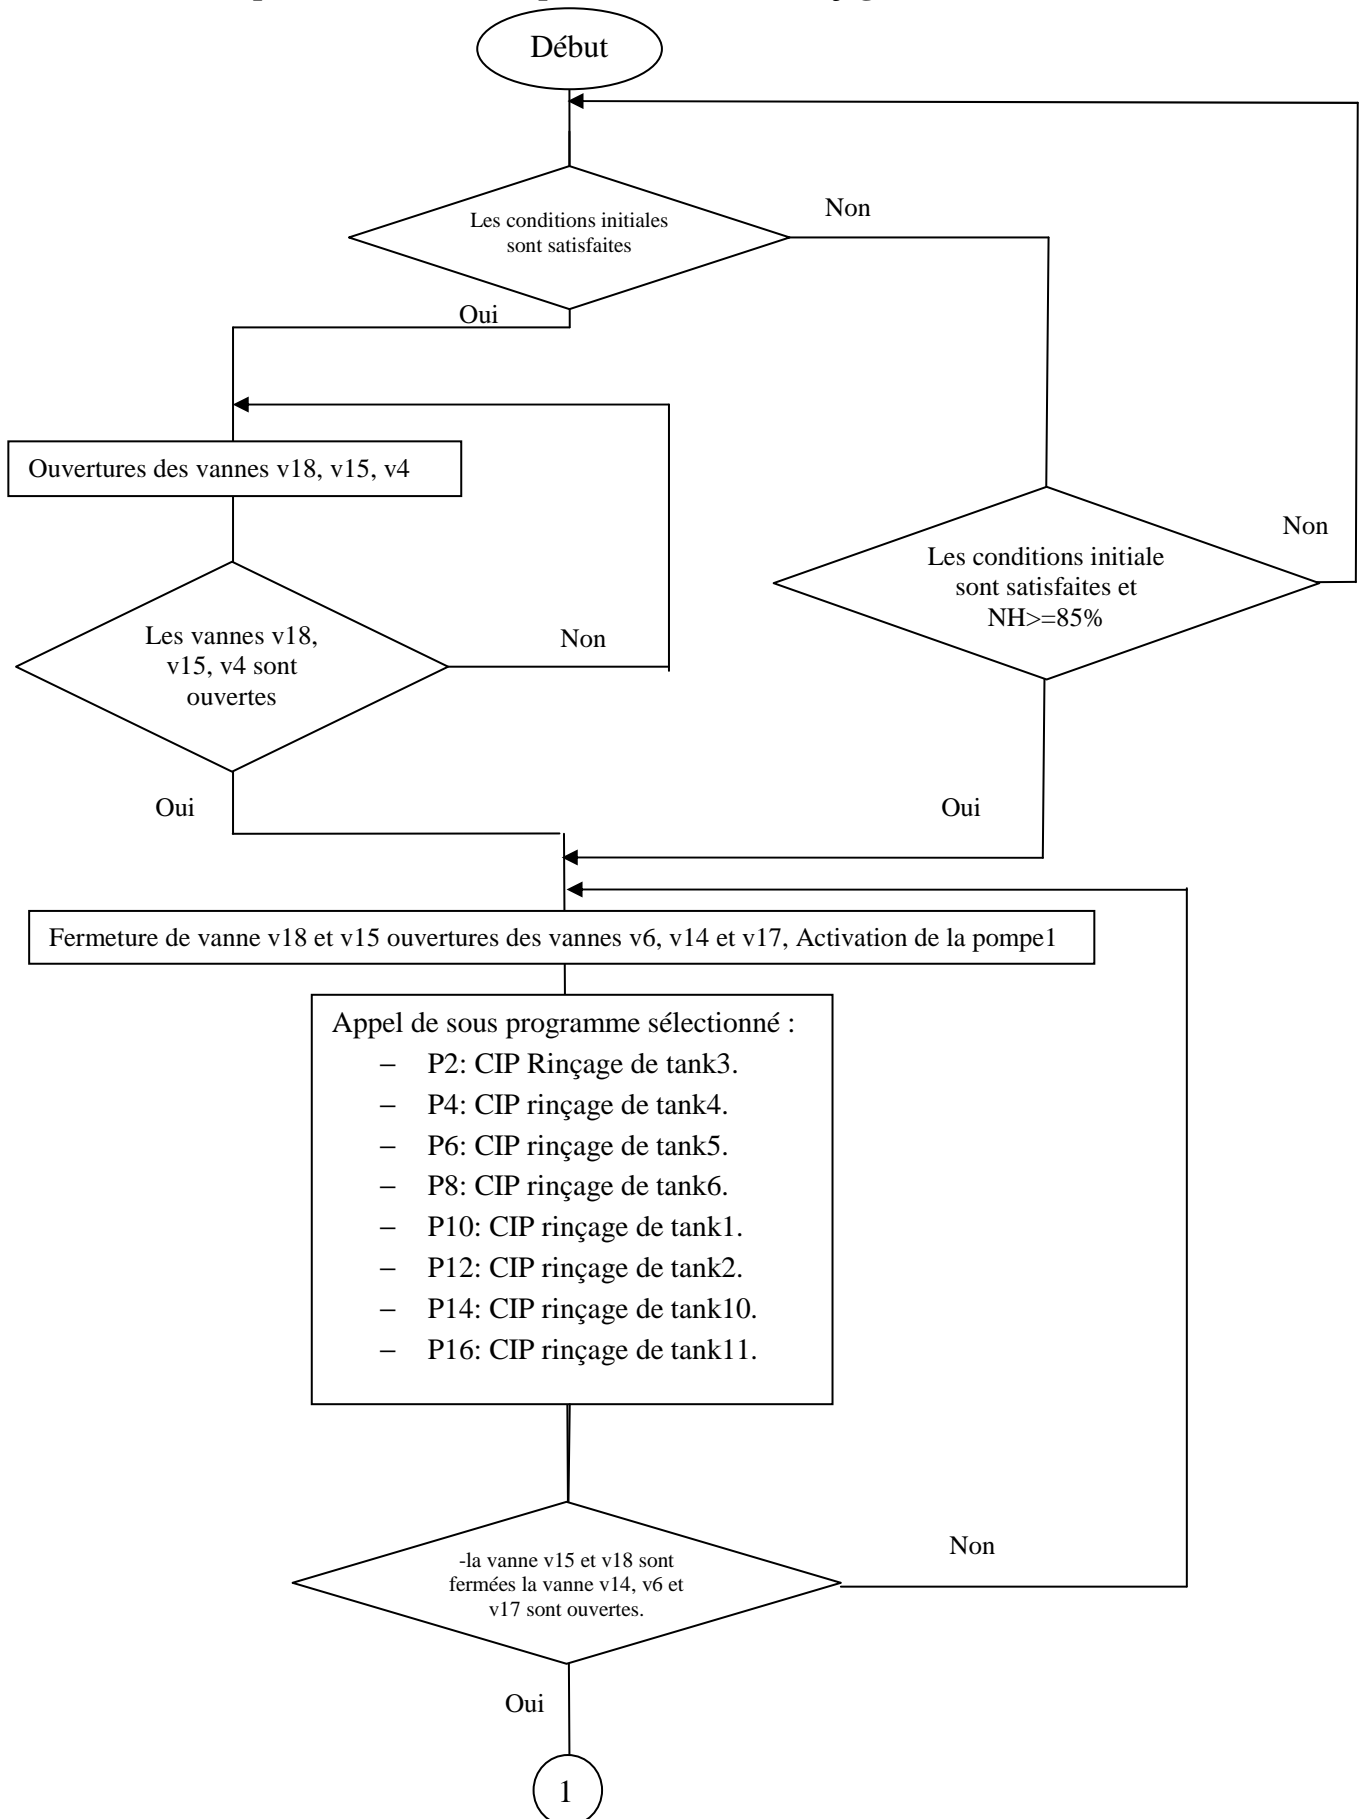 Début
Les conditions initiales
sont satisfaites
Non
Oui
Ouvertures des vannes v18, v15, v4
Non
Les conditions initiale
sont satisfaites et
NH>=85%
Les vannes v18,
v15, v4 sont
ouvertes
Non
Oui
Oui
Fermeture de vanne v18 et v15 ouvertures des vannes v6, v14 et v17, Activation de la pompe1
Appel de sous programme sélectionné :
– P2: CIP Rinçage de tank3.
– P4: CIP rinçage de tank4.
– P6: CIP rinçage de tank5.
– P8: CIP rinçage de tank6.
– P10: CIP rinçage de tank1.
– P12: CIP rinçage de tank2.
– P14: CIP rinçage de tank10.
– P16: CIP rinçage de tank11.
-la vanne v15 et v18 sont
fermées la vanne v14, v6 et
v17 sont ouvertes.
Non
Oui
1